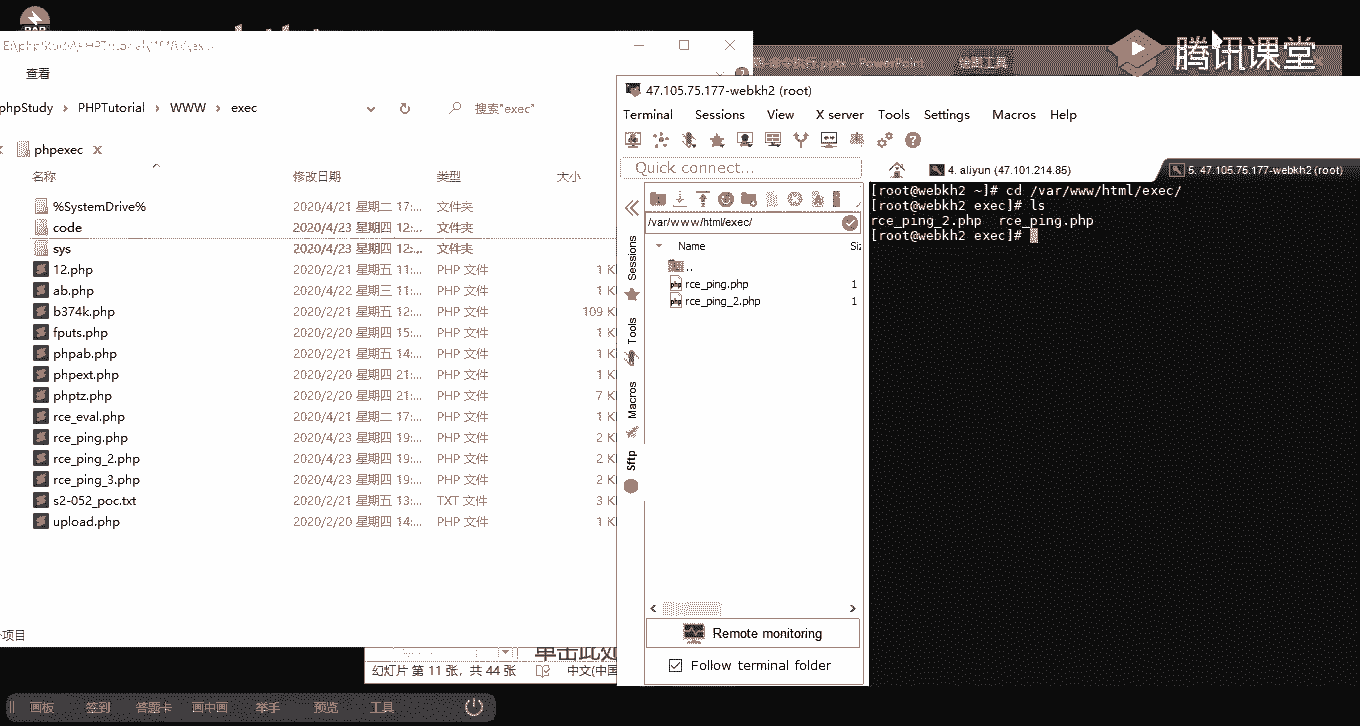 腾讯课堂
命令执行.pptx - PowerPoint
绘图工具
查看
phpStudy › PHPTutorial › WWW › exec
搜索"exec"
phpexec
名称 修改日期 类型 大小
%SystemDrive% 2020/4/21 星期二 17:... 文件夹
code 2020/4/23 星期四 12:... 文件夹
sys 2020/4/23 星期四 12:... 文件夹
12.php 2020/2/21 星期五 11:... PHP 文件 1 K
ab.php 2020/4/22 星期三 11:... PHP 文件 1 K
b374k.php 2020/2/21 星期五 12:... PHP 文件 109 K
fputs.php 2020/2/20 星期四 15:... PHP 文件 1 K
phpab.php 2020/2/21 星期五 14:... PHP 文件 1 K
phpext.php 2020/2/20 星期四 21:... PHP 文件 1 K
phptz.php 2020/2/20 星期四 21:... PHP 文件 7 K
rce_eval.php 2020/4/21 星期二 17:... PHP 文件 1 K
rce_ping.php 2020/4/23 星期四 19:... PHP 文件 2 K
rce_ping_2.php 2020/4/23 星期四 19:... PHP 文件 2 K
rce_ping_3.php 2020/4/23 星期四 19:... PHP 文件 2 K
s2-052_poc.txt 2020/2/21 星期五 13:... TXT 文件 3 K
upload.php 2020/2/20 星期四 14:... PHP 文件 1 K
项目
47.105.75.177-webkh2 (root)
Terminal Sessions View X server Tools Settings Macros Help
Quick connect...
4. aliyun (47.101.214.85)
5. 47.105.75.177-webkh2 (root)
/var/www/html/exec/
Name Siz
..
rce_ping.php 1
rce_ping_2.php 1
Sessions
Tools
Macros
Sftp
Remote monitoring
Follow terminal folder
[root@webkh2 ~]# cd /var/www/html/exec/
[root@webkh2 exec]# ls
rce_ping_2.php rce_ping.php
[root@webkh2 exec]#
单击此处
幻灯片 第 11 张，共 44 张 中文(中国
画板 签到 答题卡 画中画 举手 预览 工具